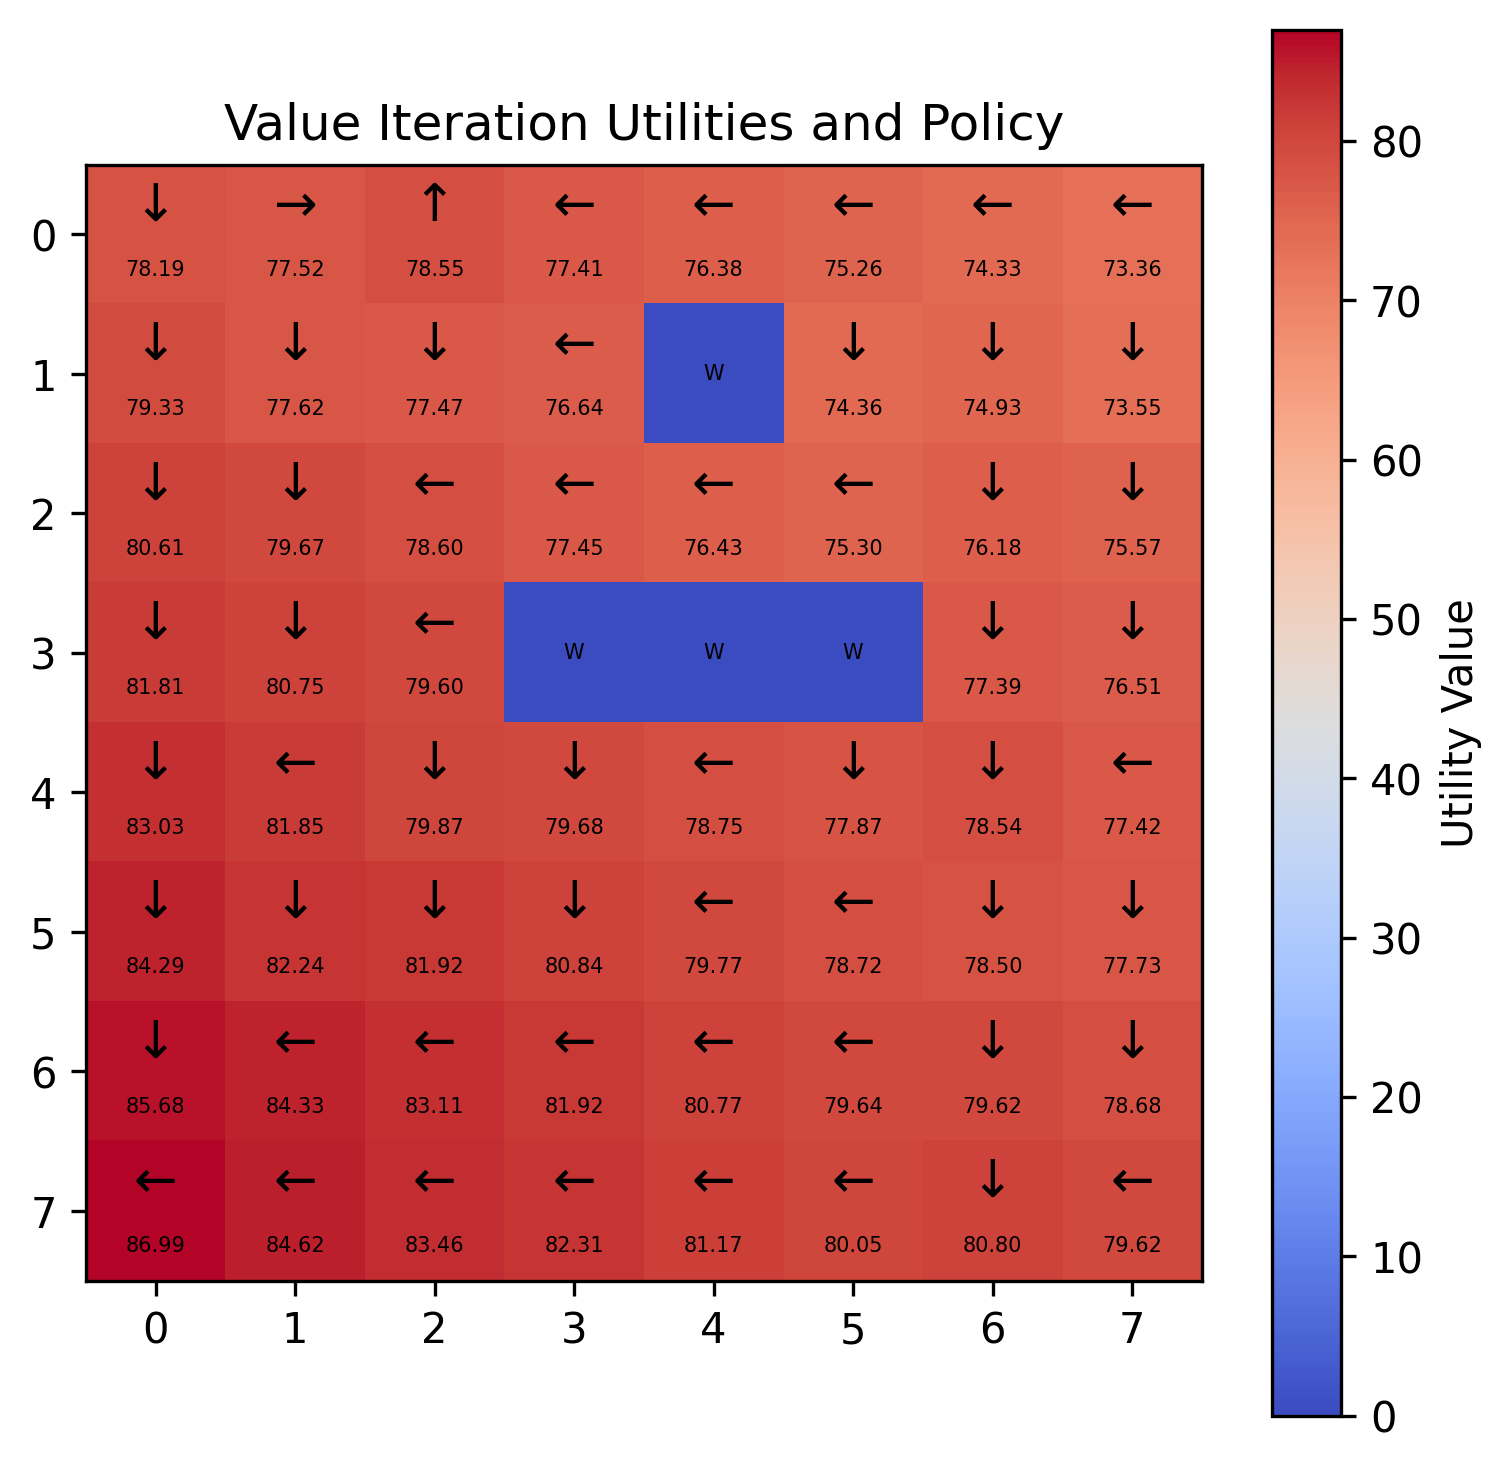 Value Iteration Utilities and Policy
0 ↓ → ↑ ← ← ← ← ←
78.19 77.52 78.55 77.41 76.38 75.26 74.33 73.36
1 ↓ ↓ ↓ ← W ↓ ↓ ↓
79.33 77.62 77.47 76.64 74.36 74.93 73.55
2 ↓ ↓ ← ← ← ← ↓ ↓
80.61 79.67 78.60 77.45 76.43 75.30 76.18 75.57
3 ↓ ↓ ← W W W ↓ ↓
81.81 80.75 79.60 77.39 76.51
4 ↓ ← ↓ ↓ ← ↓ ↓ ←
83.03 81.85 79.87 79.68 78.75 77.87 78.54 77.42
5 ↓ ↓ ↓ ↓ ← ← ↓ ↓
84.29 82.24 81.92 80.84 79.77 78.72 78.50 77.73
6 ↓ ← ← ← ← ← ↓ ↓
85.68 84.33 83.11 81.92 80.77 79.64 79.62 78.68
7 ← ← ← ← ← ← ↓ ←
86.99 84.62 83.46 82.31 81.17 80.05 80.80 79.62
0 1 2 3 4 5 6 7
80
70
60
50
40
30
20
10
0
Utility Value